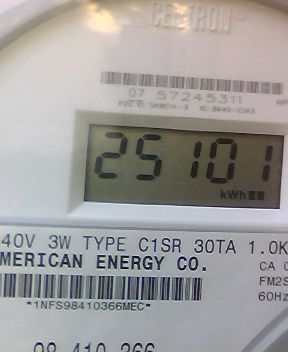 CENTRON®
07 57245311
25101
kWh
40V 3W TYPE C1SR 30TA 1.0K
MERICAN ENERGY CO.
CA 0
FM2S
60Hz
*1NFS98410366MEC*
98 410 366